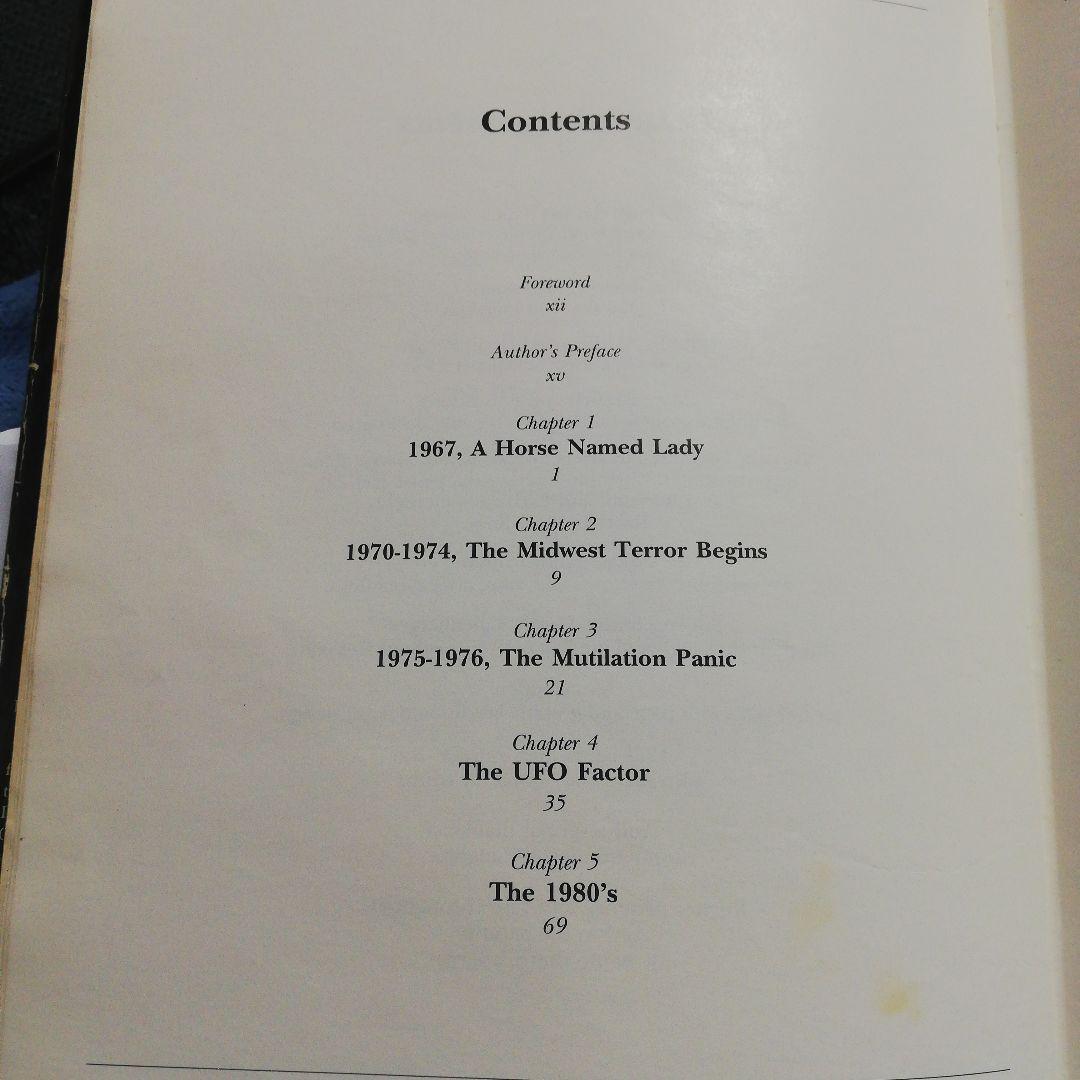 Contents
Foreword
xii
Author's Preface
xv
Chapter 1
1967, A Horse Named Lady
1
Chapter 2
1970-1974, The Midwest Terror Begins
9
Chapter 3
1975-1976, The Mutilation Panic
21
Chapter 4
The UFO Factor
35
Chapter 5
The 1980's
69